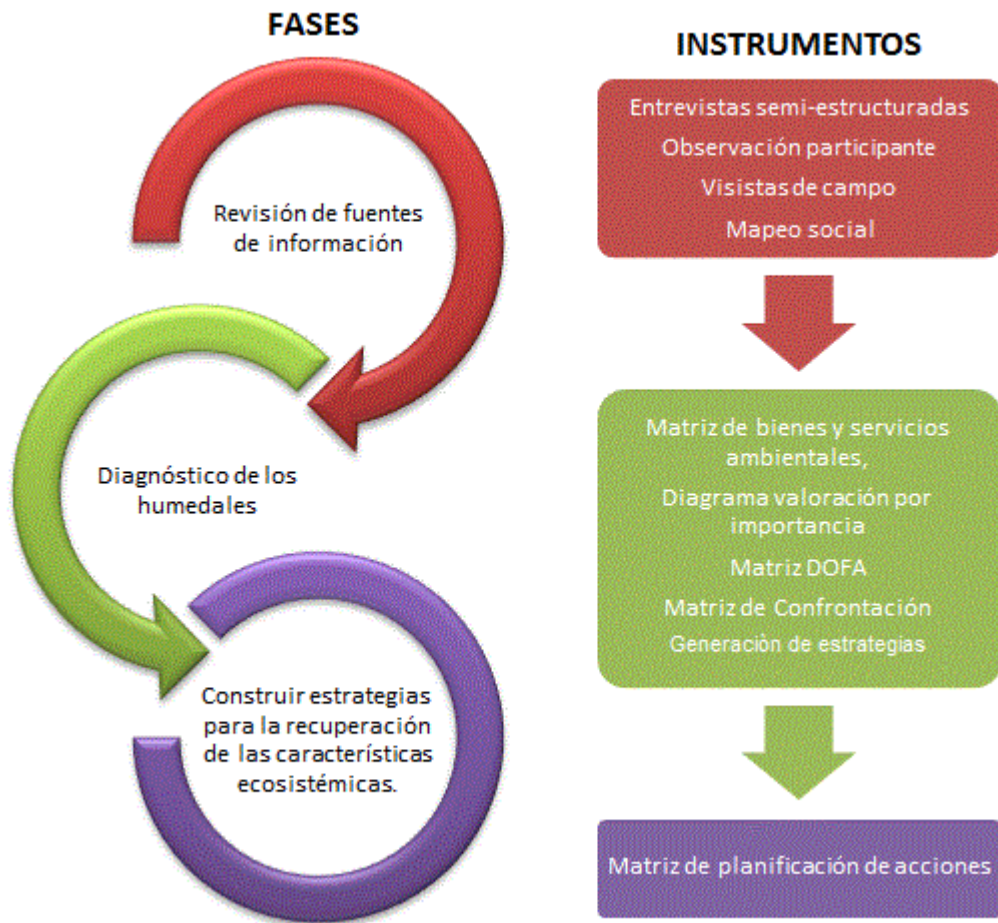 FASES
Revisión de fuentes
de información
Diagnóstico de los
humedales
Construir estrategias
para la recuperación
de las características
ecosistémicas.
INSTRUMENTOS
Entrevistas semi-estructuradas
Observación participante
Visistas de campo
Mapeo social
Matriz de bienes y servicios
ambientales,
Diagrama valoración por
importancia
Matriz DOFA
Matriz de Confrontación
Generaciòn de estrategias
Matriz de planificación de acciones